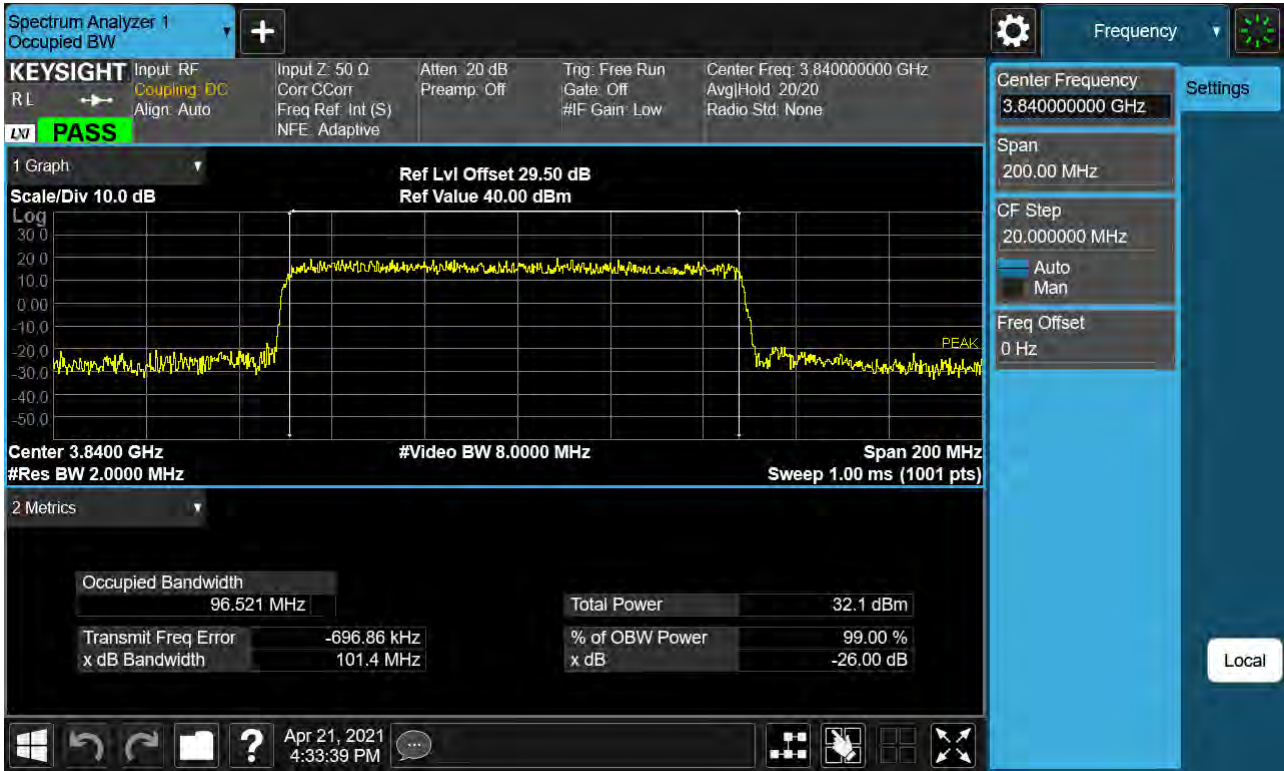 Spectrum Analyzer 1
Occupied BW
Frequency
KEYSIGHT
Input: RF
Coupling: DC
Align: Auto
Input Z: 50 Ω
Corr CCorr
Freq Ref: Int (S)
NFE: Adaptive
Atten: 20 dB
Preamp: Off
Trig: Free Run
Gate: Off
#IF Gain: Low
Center Freq: 3.840000000 GHz
Avg|Hold: 20/20
Radio Std: None
R L
LXI
PASS
Center Frequency
3.840000000 GHz
Settings
Span
200.00 MHz
CF Step
20.000000 MHz
Auto
Man
Freq Offset
0 Hz
1 Graph
Scale/Div 10.0 dB
Ref Lvl Offset 29.50 dB
Ref Value 40.00 dBm
Log
30.0
20.0
10.0
0.00
-10.0
-20.0
-30.0
-40.0
-50.0
PEAK
Center 3.8400 GHz
#Video BW 8.0000 MHz
Span 200 MHz
#Res BW 2.0000 MHz
Sweep 1.00 ms (1001 pts)
2 Metrics
Occupied Bandwidth
96.521 MHz
Total Power 32.1 dBm
Transmit Freq Error -696.86 kHz
% of OBW Power 99.00 %
x dB Bandwidth 101.4 MHz
x dB -26.00 dB
Local
Apr 21, 2021
4:33:39 PM